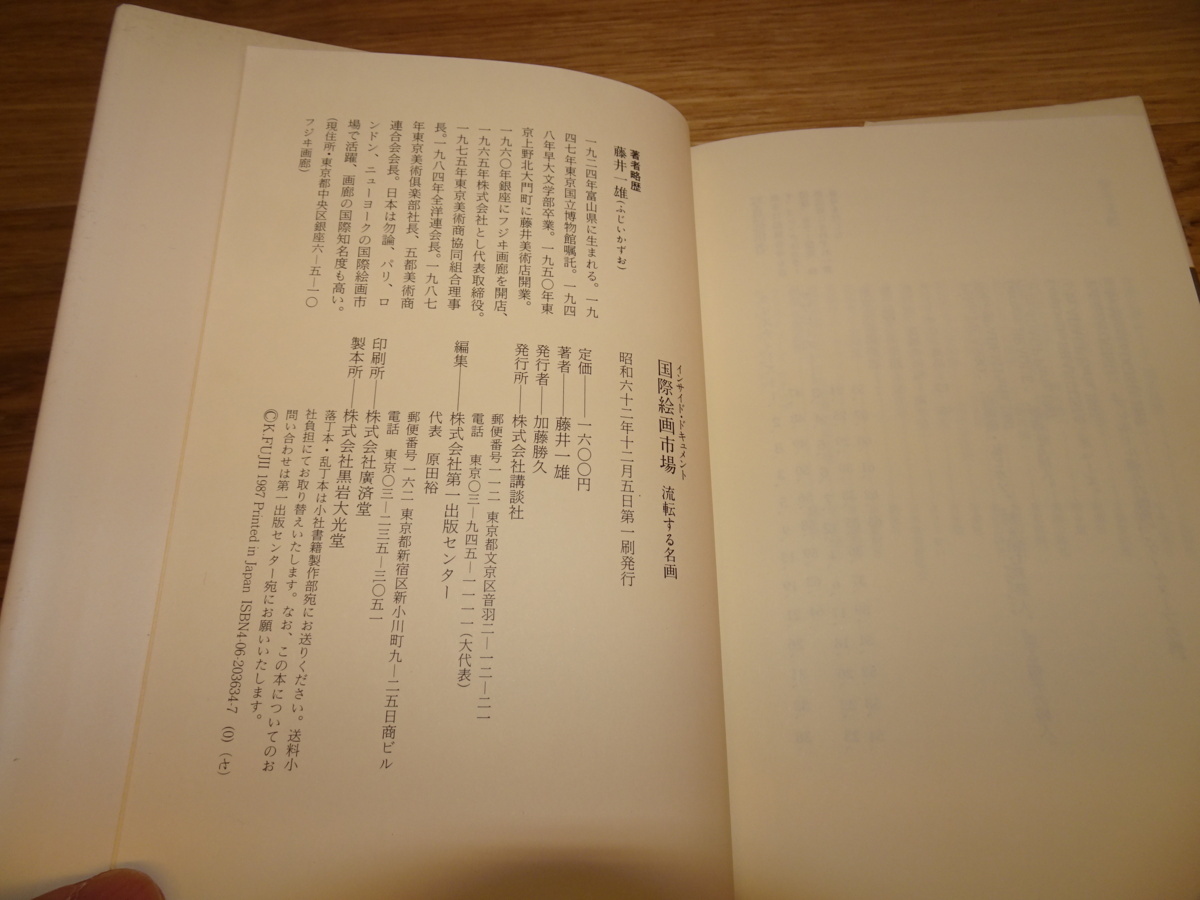 著者略歴
藤井一雄(ふじいかずお)
一九二四年富山県に生まれる。一九
四七年東京国立博物館嘱託。一九四
八年早大文学部卒業。一九五〇年東
京上野北大門町に藤井美術店開業。
一九六〇年銀座にフジヰ画廊を開店、
一九六五年株式会社とし代表取締役。
一九七五年東京美術商協同組合理事
長。一九八四年全洋連会長。一九八七
年東京美術俱楽部社長、五都美術商
連合会会長。日本は勿論、パリ、ロ
ンドン、ニューヨークの国際絵画市
場で活躍、画廊の国際知名度も高い。
(現住所・東京都中央区銀座六―五―一〇
フジヰ画廊)
インサイド・ドキュメント
国際絵画市場 流転する名画
昭和六十二年十二月五日第一刷発行
定価――一六〇〇円
著者――藤井一雄
発行者――加藤勝久
発行所――株式会社講談社
郵便番号一一二 東京都文京区音羽二―一二―二一
電話 東京〇三―九四五―一一一一(大代表)
編集――株式会社第一出版センター
代表 原田裕
郵便番号一六二 東京都新宿区新小川町九―二五日商ビル
電話 東京〇三―二三五―三〇五一
印刷所――株式会社廣済堂
製本所――株式会社黒岩大光堂
落丁本・乱丁本は小社書籍製作部宛にお送りください。送料小
社負担にてお取り替えいたします。なお、この本についてのお
問い合わせは第一出版センター宛にお願いいたします。
©K.FUJII 1987 Printed in Japan ISBN4-06-203634-7 (0) (セ)